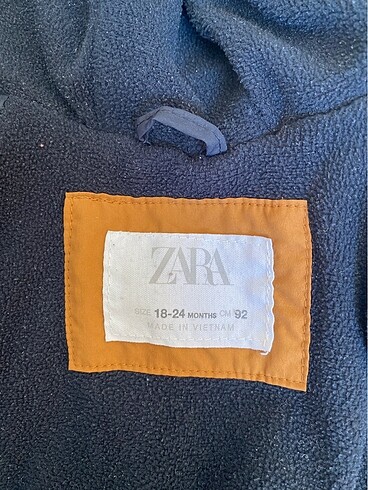 ZARA
SIZE 18-24 MONTHS CM 92
MADE IN VIETNAM